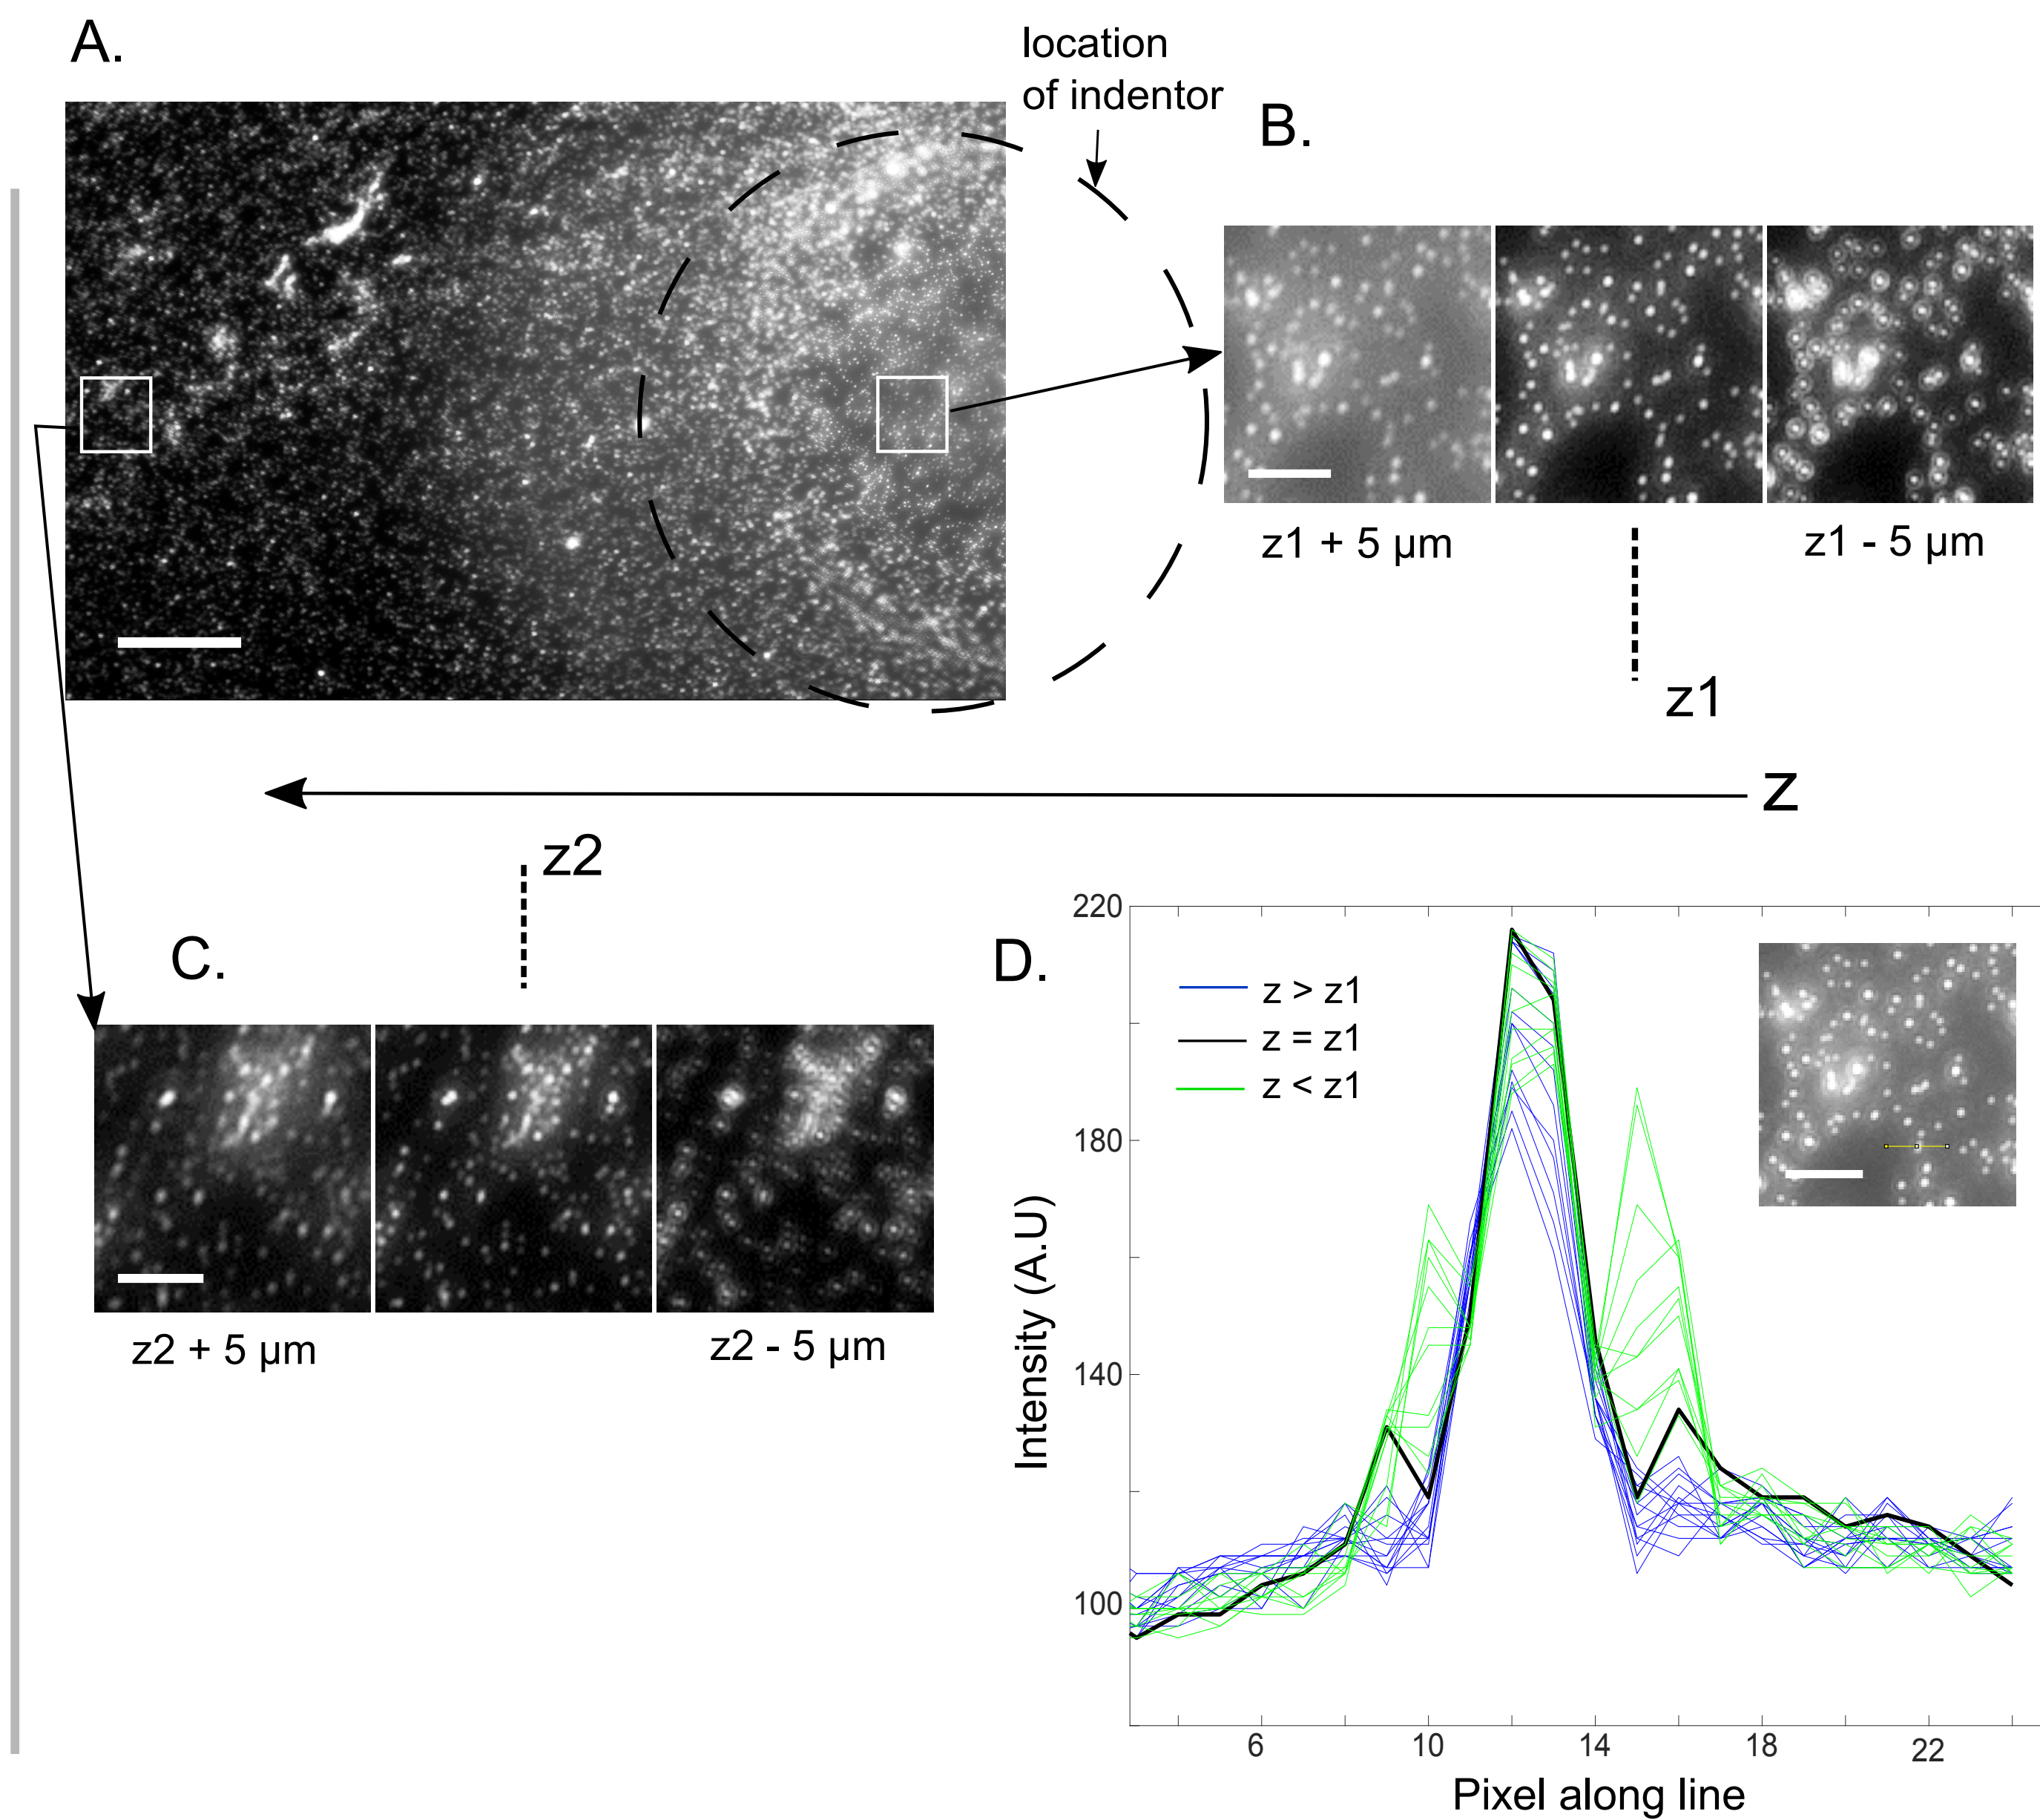 A.
location
of indentor
B.
z1 + 5 µm
z1 - 5 µm
z1
z
z2
C.
z2 + 5 µm
z2 - 5 µm
D.
220
180
140
100
Intensity (A.U)
z > z1
z = z1
z < z1
6
10
14
18
22
Pixel along line